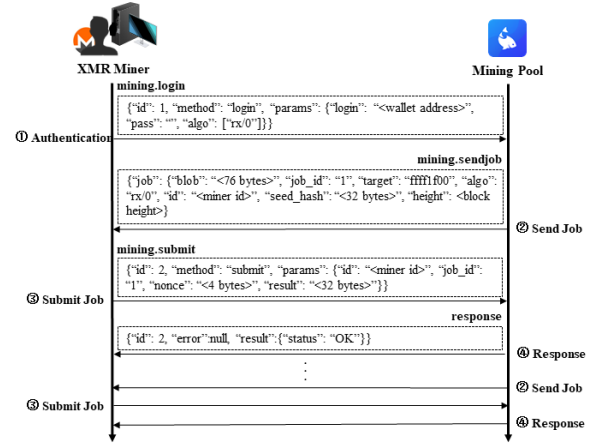 XMR Miner
Mining Pool
mining.login
{“id”: 1, “method”: “login”, “params”: {“login”: “<wallet address>”,
“pass”: “”, “algo”: [“rx/0”]}}
① Authentication
mining.sendjob
{“job”: {“blob”: “<76 bytes>”, “job_id”: “1”, “target”: “ffff1f00”, “algo”:
“rx/0”, “id”: “<miner id>”, “seed_hash”: “<32 bytes>”, “height”: <block
height>}
② Send Job
mining.submit
{“id”: 2, “method”: “submit”, “params”: {“id”: “<miner id>”, “job_id”:
“1”, “nonce”: “<4 bytes>”, “result”: “<32 bytes>”}}
③ Submit Job
response
{“id”: 2, “error”:null, “result”:{“status”: “OK”}}
④ Response
② Send Job
③ Submit Job
④ Response